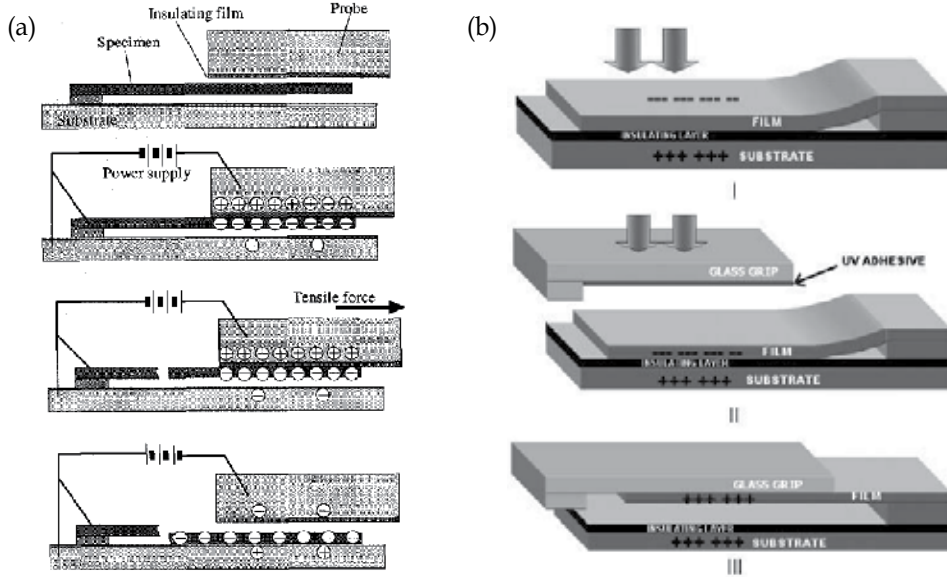 (a)
Insulating film
Probe
Specimen
Substrate
Power supply
Tensile force
(b)
FILM
INSULATING LAYER
+++ +++ SUBSTRATE
I
GLASS GRIP
UV ADHESIVE
FILM
INSULATING LAYER
+++ +++ SUBSTRATE
II
GLASS GRIP
+++ +++ FILM
INSULATING LAYER
+++ +++ SUBSTRATE
III